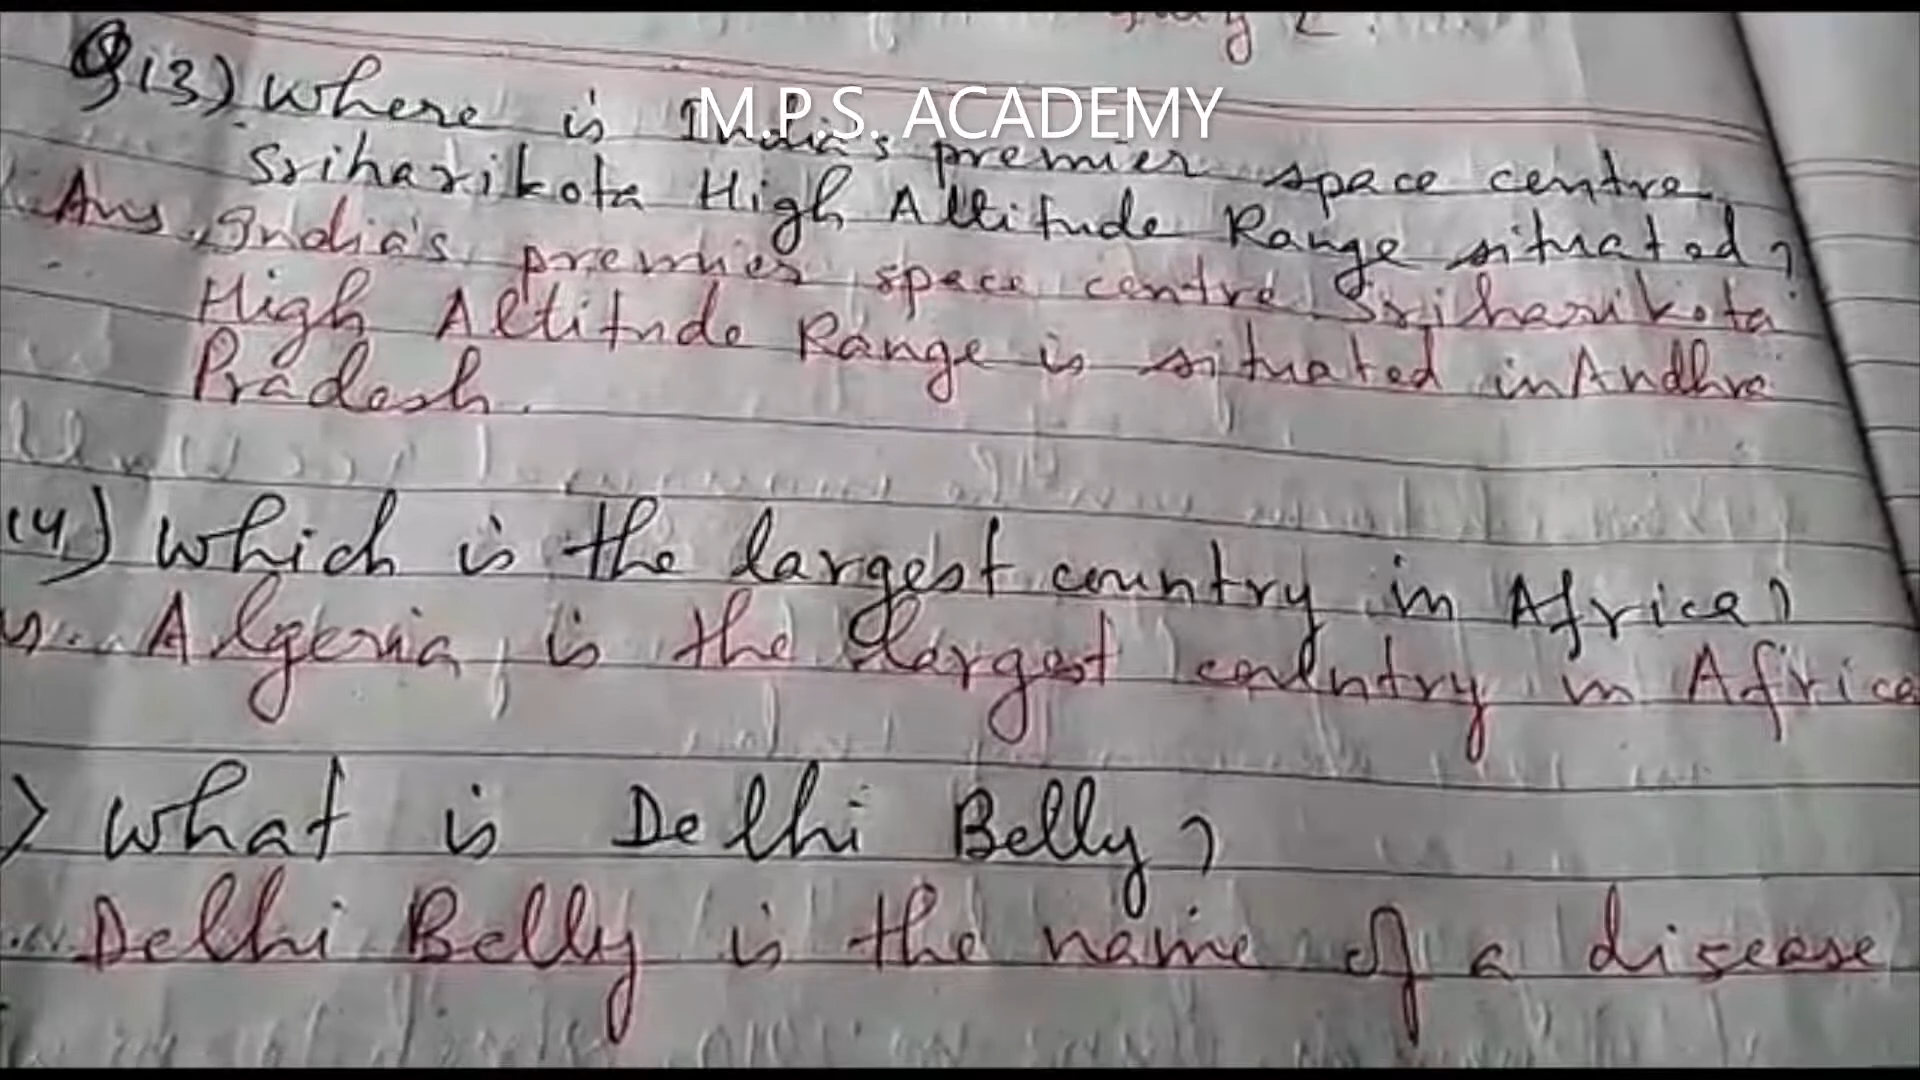 M.P.S. ACADEMY
Q13) Where is India's premier space centre
Sriharikota High Altitude Range situated?
Ans. India's premier space centre Sriharikota
High Altitude Range is situated in Andhra
Pradesh.
14) Which is the largest country in Africa?
s. Algeria is the largest country in Africa
) What is Delhi Belly?
Delhi Belly is the name of a disease